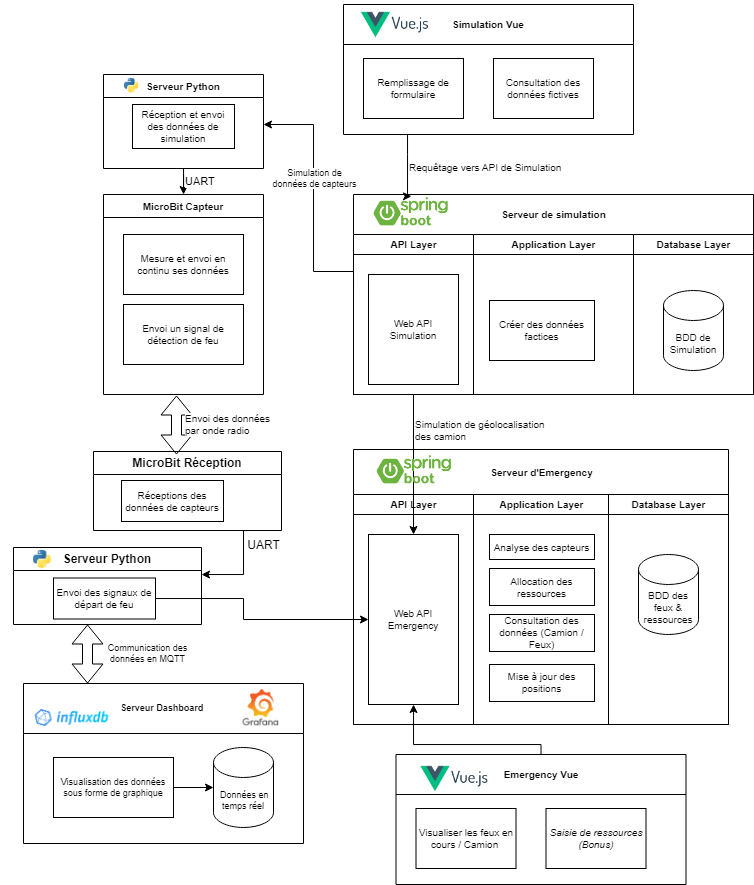 Vue.js
Simulation Vue
Remplissage de
formulaire
Consultation des
données fictives
Serveur Python
Réception et envoi
des données de
simulation
Simulation de
données de capteurs
Requêtage vers API de Simulation
UART
MicroBit Capteur
Mesure et envoi en
continu ses données
Envoi un signal de
détection de feu
spring
boot
Serveur de simulation
API Layer
Application Layer
Database Layer
Web API
Simulation
Créer des données
factices
BDD de
Simulation
Envoi des données
par onde radio
Simulation de géolocalisation
des camion
MicroBit Réception
Réceptions des
données de capteurs
UART
spring
boot
Serveur d'Emergency
API Layer
Application Layer
Database Layer
Web API
Emergency
Analyse des capteurs
Allocation des
ressources
Consultation des
données (Camion /
Feux)
Mise à jour des
positions
BDD des
feux &
ressources
Serveur Python
Envoi des signaux de
départ de feu
Communication des
données en MQTT
influxdb
Serveur Dashboard
Grafana
Visualisation des données
sous forme de graphique
Données en
temps réel
Vue.js
Emergency Vue
Visualiser les feux en
cours / Camion
Saisie de ressources
(Bonus)